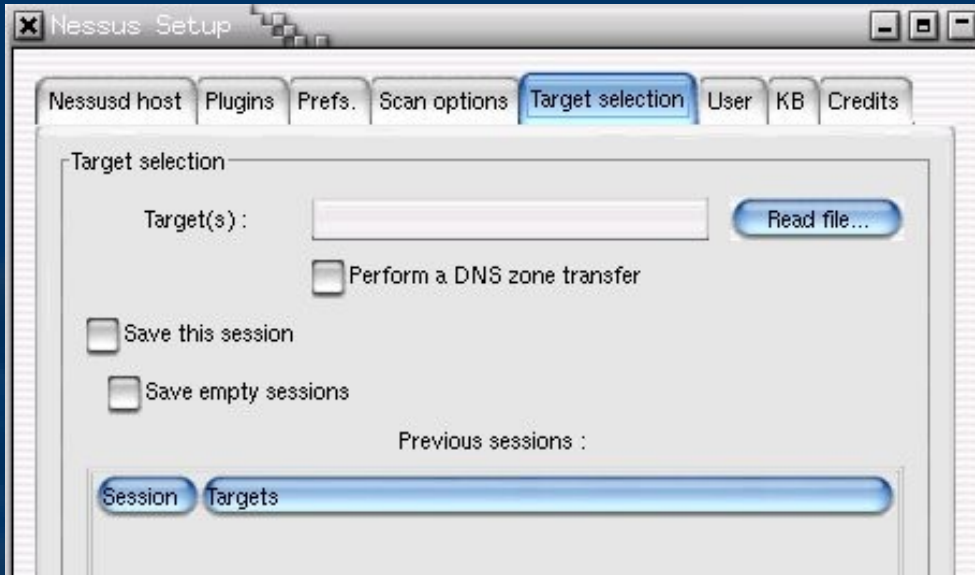 Nessus Setup
Nessusd host Plugins Prefs. Scan options Target selection User KB Credits
Target selection
Target(s) :
Read file...
Perform a DNS zone transfer
Save this session
Save empty sessions
Previous sessions :
Session Targets